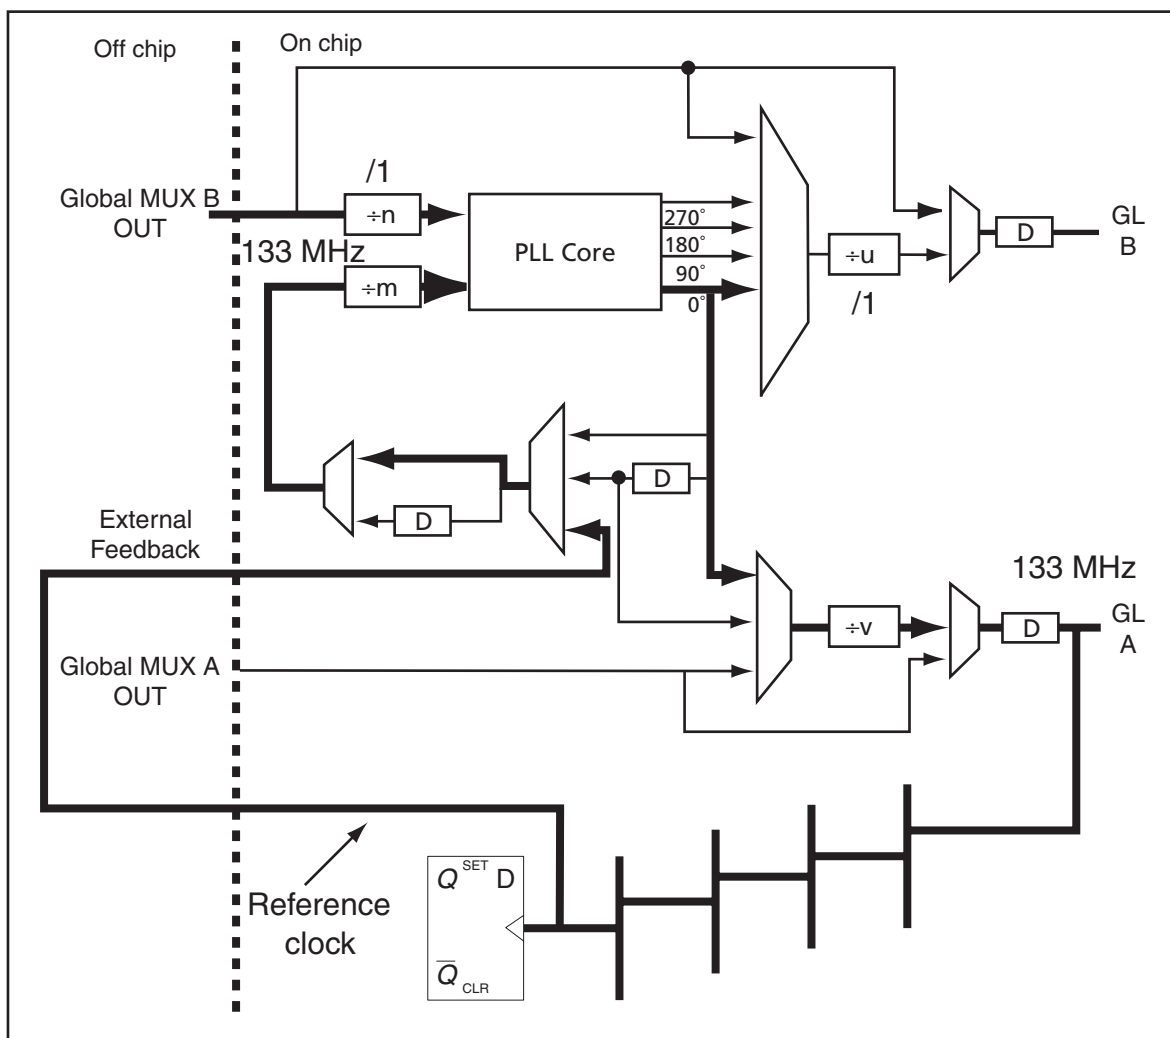 Off chip
On chip
/1
Global MUX B
OUT
÷n
270°
180°
90°
0°
PLL Core
133 MHz
÷m
÷u
/1
D
GL
B
D
D
External
Feedback
133 MHz
÷v
D
GL
A
Global MUX A
OUT
Reference
clock
Q SET D
Q̅ CLR